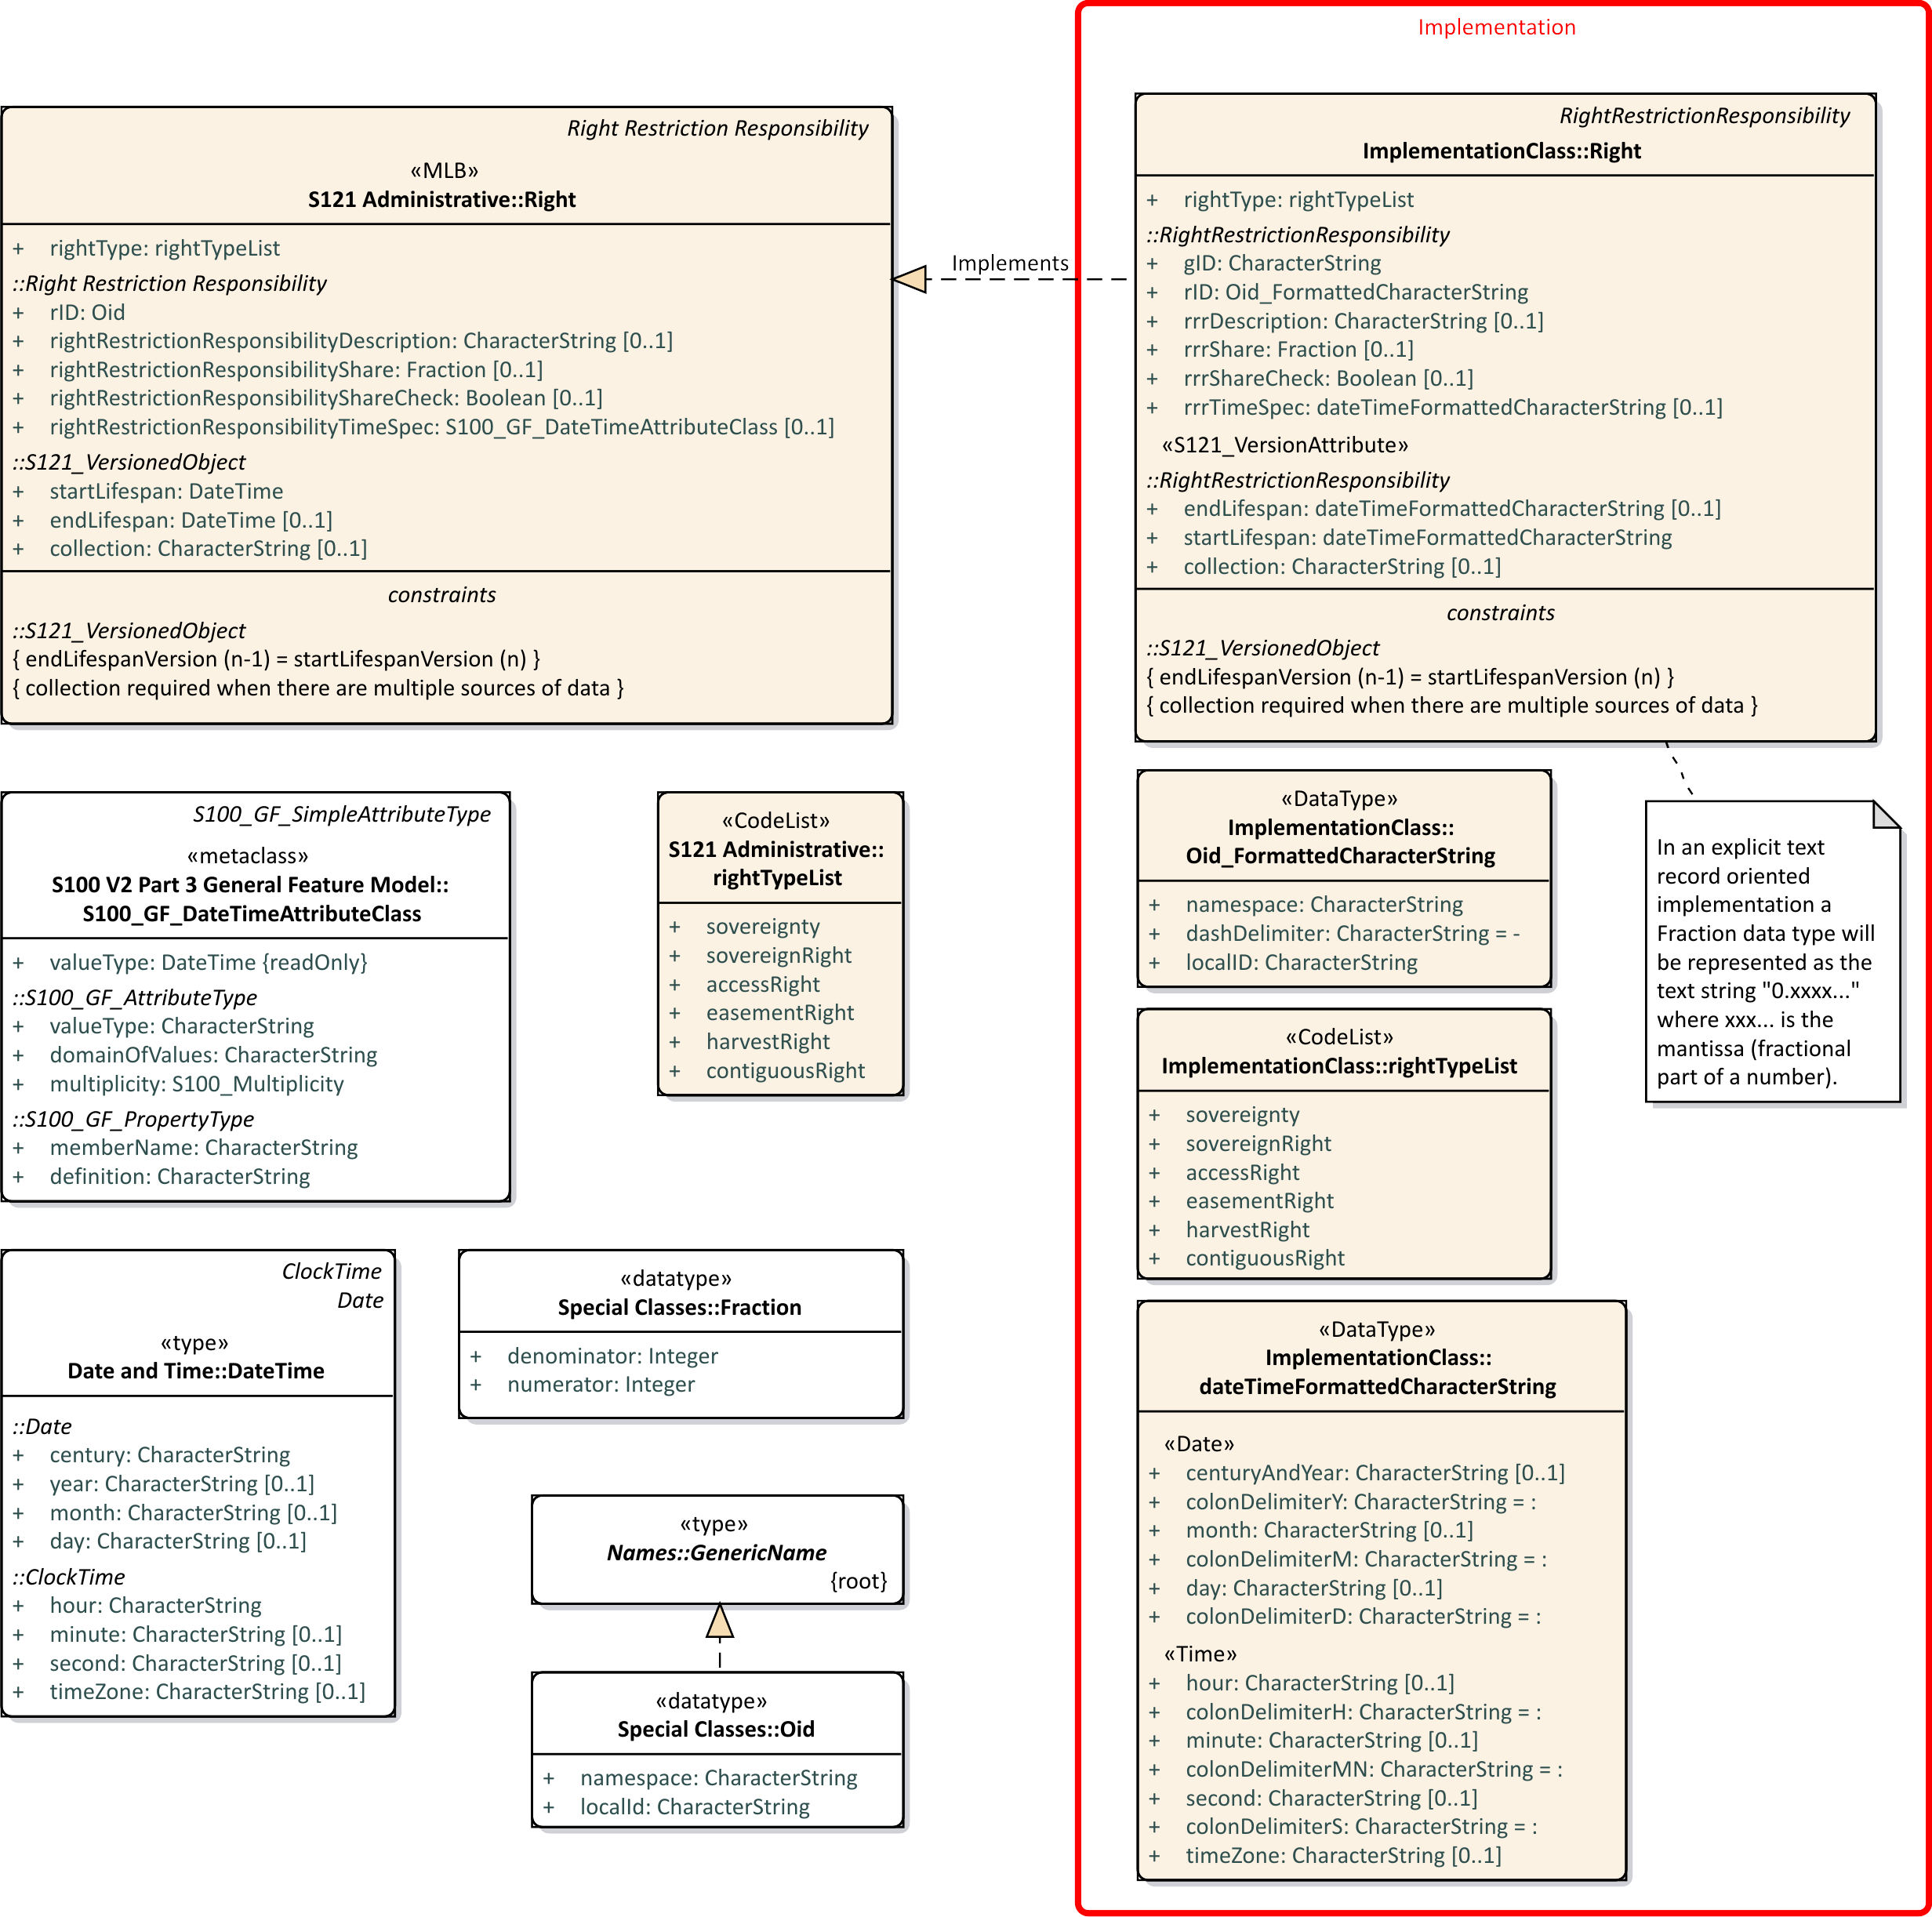 Implementation
Right Restriction Responsibility
«MLB»
S121 Administrative::Right
+ rightType: rightTypeList
::Right Restriction Responsibility
+ rID: Oid
+ rightRestrictionResponsibilityDescription: CharacterString [0..1]
+ rightRestrictionResponsibilityShare: Fraction [0..1]
+ rightRestrictionResponsibilityShareCheck: Boolean [0..1]
+ rightRestrictionResponsibilityTimeSpec: S100_GF_DateTimeAttributeClass [0..1]
::S121_VersionedObject
+ startLifespan: DateTime
+ endLifespan: DateTime [0..1]
+ collection: CharacterString [0..1]
constraints
::S121_VersionedObject
{ endLifespanVersion (n-1) = startLifespanVersion (n) }
{ collection required when there are multiple sources of data }
Implements
RightRestrictionResponsibility
ImplementationClass::Right
+ rightType: rightTypeList
::RightRestrictionResponsibility
+ gID: CharacterString
+ rID: Oid_FormattedCharacterString
+ rrrDescription: CharacterString [0..1]
+ rrrShare: Fraction [0..1]
+ rrrShareCheck: Boolean [0..1]
+ rrrTimeSpec: dateTimeFormattedCharacterString [0..1]
«S121_VersionAttribute»
::RightRestrictionResponsibility
+ endLifespan: dateTimeFormattedCharacterString [0..1]
+ startLifespan: dateTimeFormattedCharacterString
+ collection: CharacterString [0..1]
constraints
::S121_VersionedObject
{ endLifespanVersion (n-1) = startLifespanVersion (n) }
{ collection required when there are multiple sources of data }
S100_GF_SimpleAttributeType
«metaclass»
S100 V2 Part 3 General Feature Model::
S100_GF_DateTimeAttributeClass
+ valueType: DateTime {readOnly}
::S100_GF_AttributeType
+ valueType: CharacterString
+ domainOfValues: CharacterString
+ multiplicity: S100_Multiplicity
::S100_GF_PropertyType
+ memberName: CharacterString
+ definition: CharacterString
«CodeList»
S121 Administrative::
rightTypeList
+ sovereignty
+ sovereignRight
+ accessRight
+ easementRight
+ harvestRight
+ contiguousRight
«DataType»
ImplementationClass::
Oid_FormattedCharacterString
+ namespace: CharacterString
+ dashDelimiter: CharacterString = -
+ localID: CharacterString
In an explicit text
record oriented
implementation a
Fraction data type will
be represented as the
text string "0.xxxx..."
where xxx... is the
mantissa (fractional
part of a number).
«CodeList»
ImplementationClass::rightTypeList
+ sovereignty
+ sovereignRight
+ accessRight
+ easementRight
+ harvestRight
+ contiguousRight
ClockTime
Date
«type»
Date and Time::DateTime
::Date
+ century: CharacterString
+ year: CharacterString [0..1]
+ month: CharacterString [0..1]
+ day: CharacterString [0..1]
::ClockTime
+ hour: CharacterString
+ minute: CharacterString [0..1]
+ second: CharacterString [0..1]
+ timeZone: CharacterString [0..1]
«datatype»
Special Classes::Fraction
+ denominator: Integer
+ numerator: Integer
«type»
Names::GenericName
{root}
«datatype»
Special Classes::Oid
+ namespace: CharacterString
+ localId: CharacterString
«DataType»
ImplementationClass::
dateTimeFormattedCharacterString
«Date»
+ centuryAndYear: CharacterString [0..1]
+ colonDelimiterY: CharacterString = :
+ month: CharacterString [0..1]
+ colonDelimiterM: CharacterString = :
+ day: CharacterString [0..1]
+ colonDelimiterD: CharacterString = :
«Time»
+ hour: CharacterString [0..1]
+ colonDelimiterH: CharacterString = :
+ minute: CharacterString [0..1]
+ colonDelimiterMN: CharacterString = :
+ second: CharacterString [0..1]
+ colonDelimiterS: CharacterString = :
+ timeZone: CharacterString [0..1]